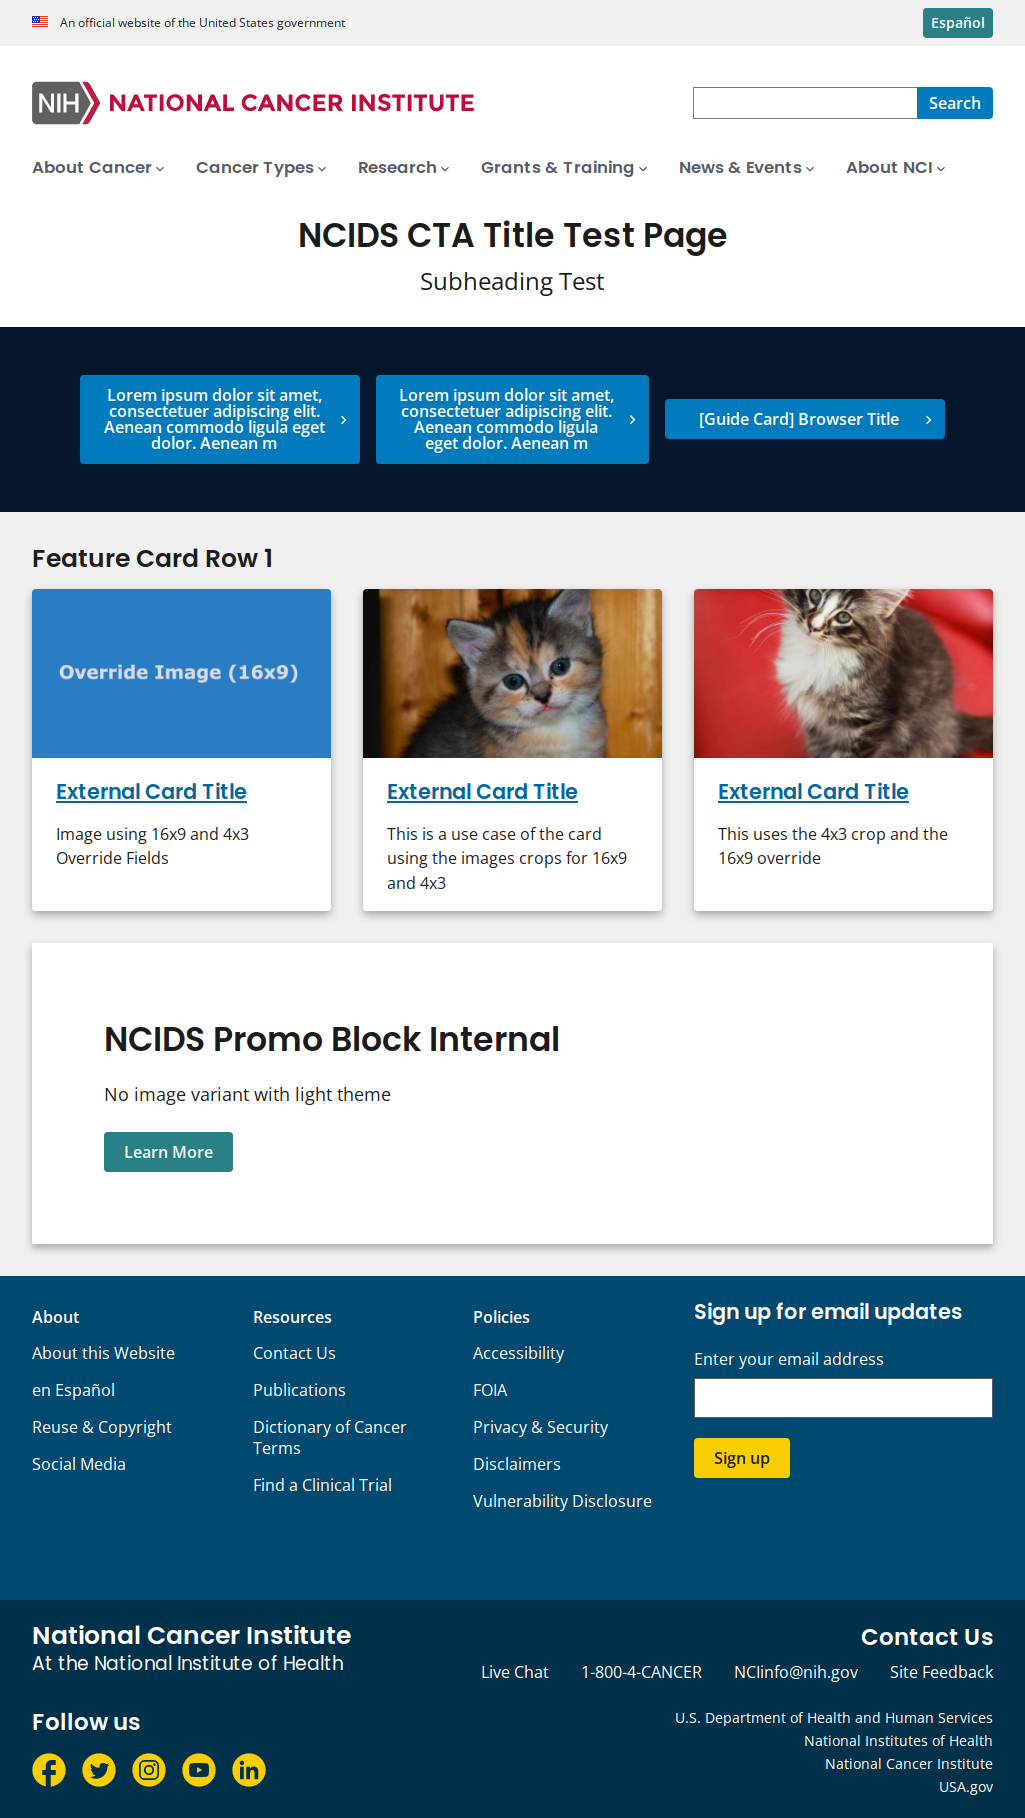 An official website of the United States government
Español
NIH NATIONAL CANCER INSTITUTE
Search
About Cancer
Cancer Types
Research
Grants & Training
News & Events
About NCI
NCIDS CTA Title Test Page
Subheading Test
Lorem ipsum dolor sit amet,
consectetuer adipiscing elit.
Aenean commodo ligula eget
dolor. Aenean m
Lorem ipsum dolor sit amet,
consectetuer adipiscing elit.
Aenean commodo ligula
eget dolor. Aenean m
[Guide Card] Browser Title
Feature Card Row 1
Override Image (16x9)
External Card Title
Image using 16x9 and 4x3
Override Fields
External Card Title
This is a use case of the card
using the images crops for 16x9
and 4x3
External Card Title
This uses the 4x3 crop and the
16x9 override
NCIDS Promo Block Internal
No image variant with light theme
Learn More
About
About this Website
en Español
Reuse & Copyright
Social Media
Resources
Contact Us
Publications
Dictionary of Cancer
Terms
Find a Clinical Trial
Policies
Accessibility
FOIA
Privacy & Security
Disclaimers
Vulnerability Disclosure
Sign up for email updates
Enter your email address
Sign up
National Cancer Institute
At the National Institute of Health
Follow us
Contact Us
Live Chat
1-800-4-CANCER
NCIinfo@nih.gov
Site Feedback
U.S. Department of Health and Human Services
National Institutes of Health
National Cancer Institute
USA.gov